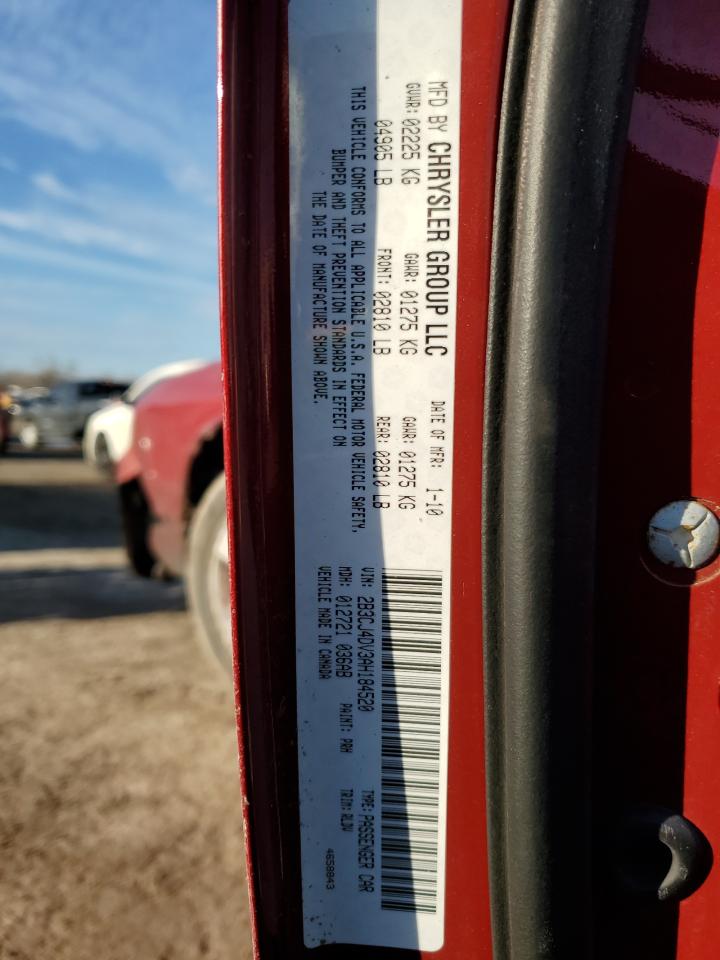 MFD BY CHRYSLER GROUP LLC
DATE OF MFR: 1-10
GVWR: 02225 KG
GAWR: 01275 KG
GAWR: 01275 KG
04905 LB
FRONT: 02810 LB
REAR: 02810 LB
THIS VEHICLE CONFORMS TO ALL APPLICABLE U.S.A. FEDERAL MOTOR VEHICLE SAFETY,
BUMPER AND THEFT PREVENTION STANDARDS IN EFFECT ON
THE DATE OF MANUFACTURE SHOWN ABOVE.
VIN: 2B3CJ4DV3AH184520
TYPE: PASSENGER CAR
MDH: 012721 036AB
PAINT: PRH
TRIM: RLDV
VEHICLE MADE IN CANADA
4658843